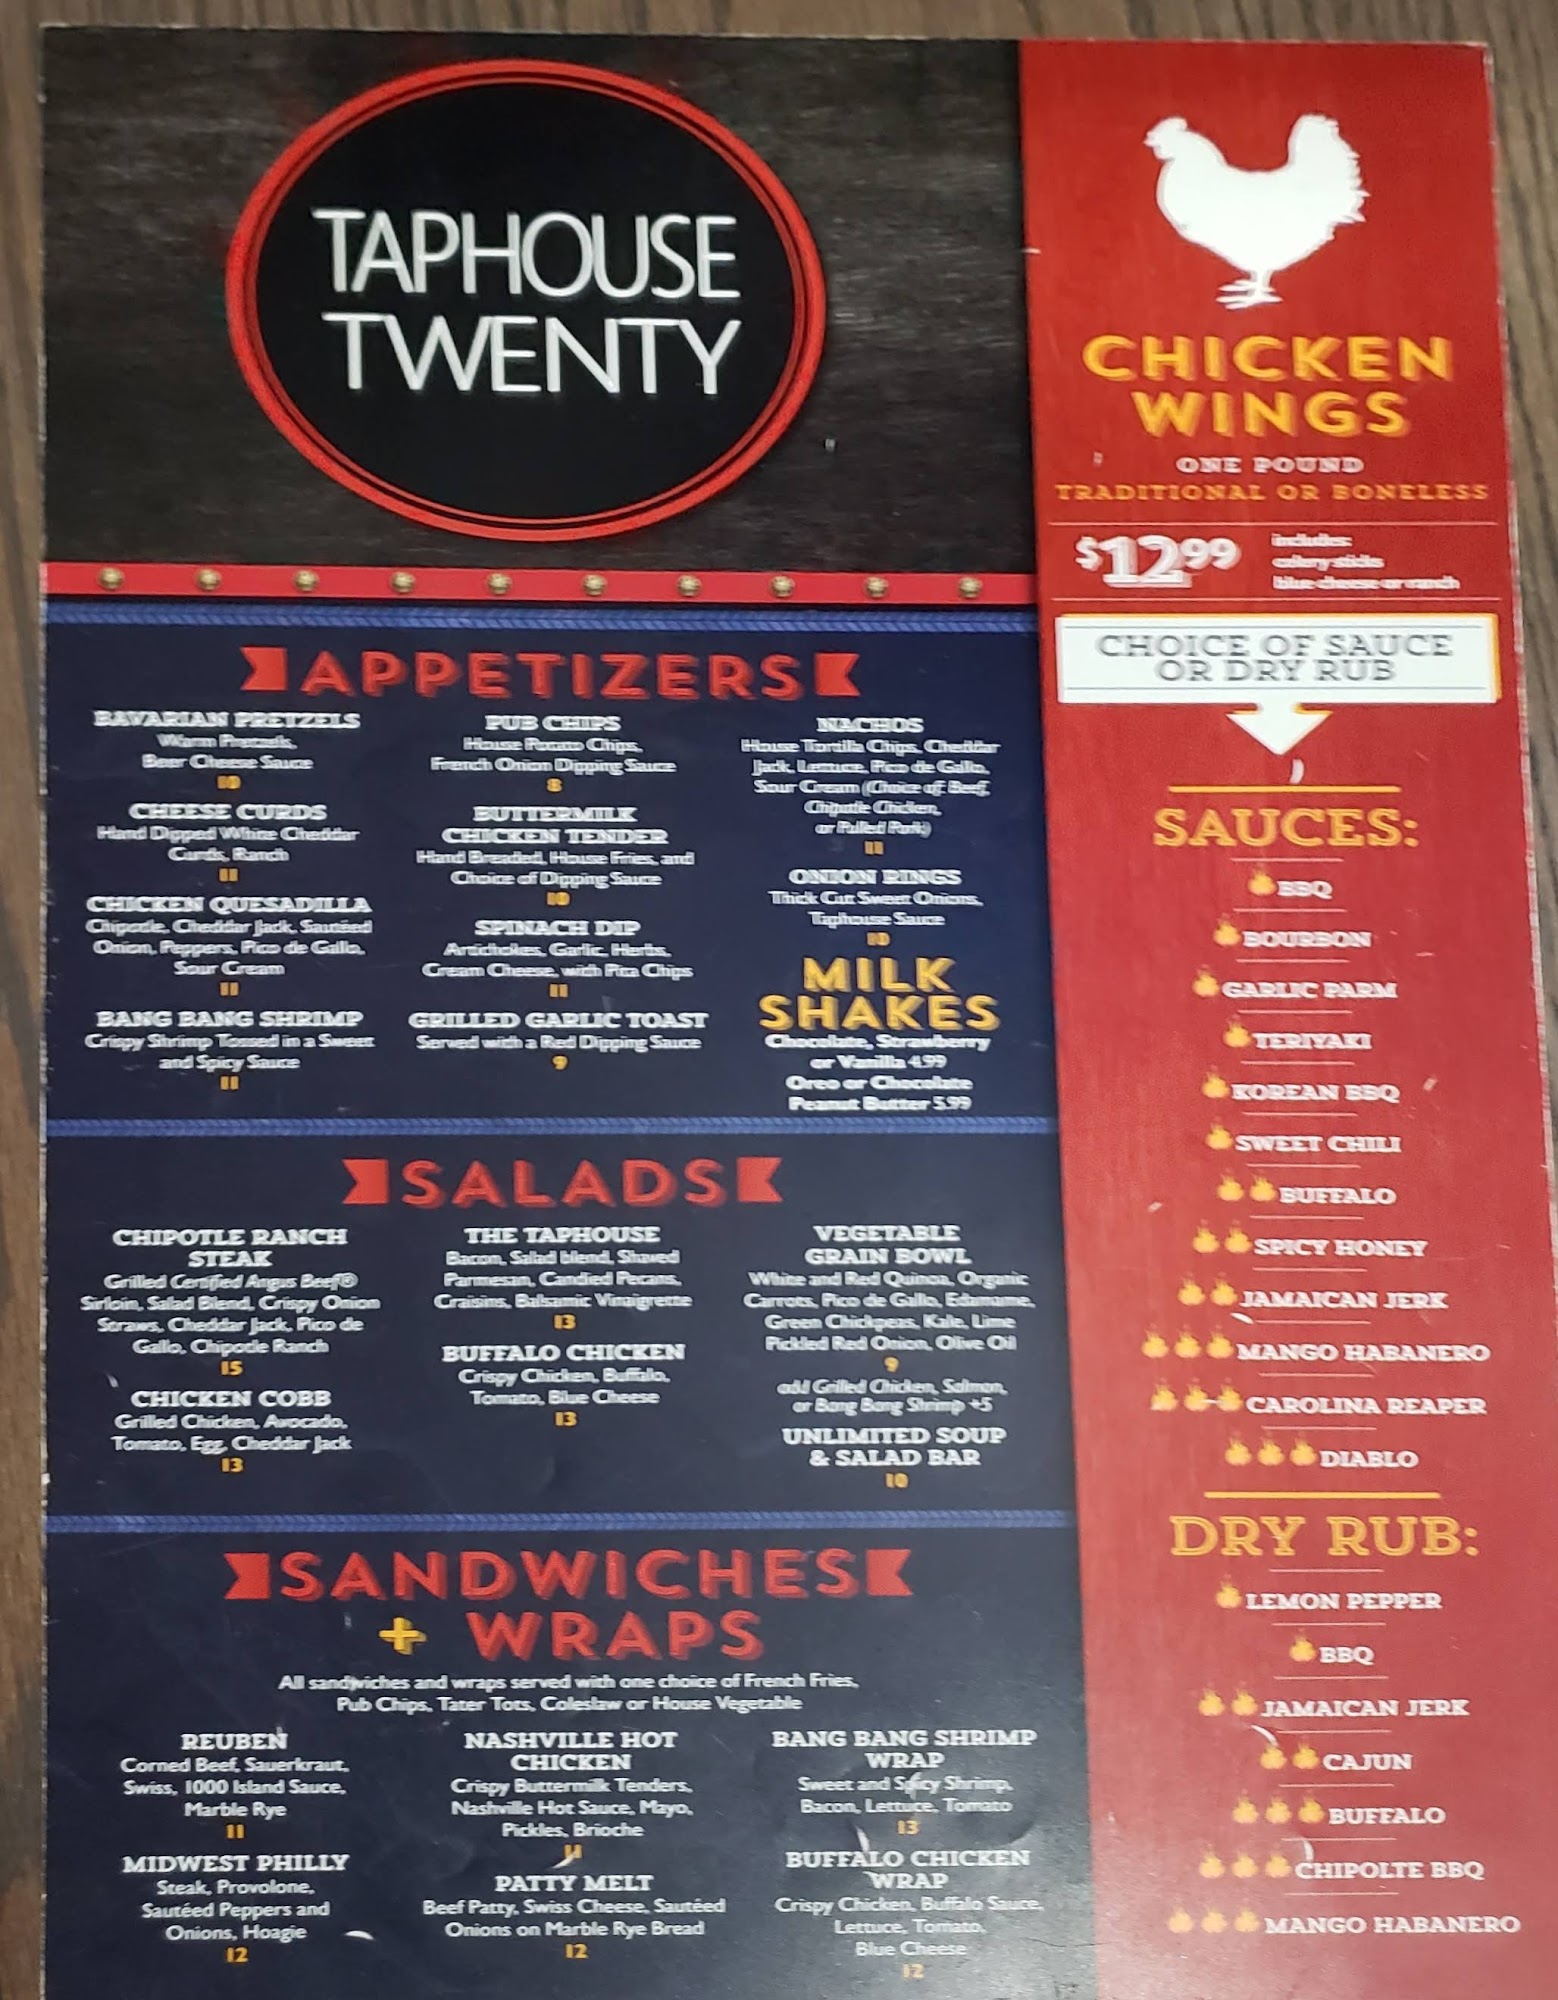 TAPHOUSE
TWENTY
APPETIZERS
BAVARIAN PRETZELS
Warm Pretzels,
Beer Cheese Sauce
10
CHEESE CURDS
Hand Dipped White Cheddar
Curds, Ranch
11
CHICKEN QUESADILLA
Chipotle, Cheddar Jack, Sautéed
Onion, Peppers, Pico de Gallo,
Sour Cream
11
BANG BANG SHRIMP
Crispy Shrimp Tossed in a Sweet
and Spicy Sauce
11
PUB CHIPS
House Potato Chips,
French Onion Dipping Sauce
8
BUTTERMILK
CHICKEN TENDER
Hand Breaded, House Fries, and
Choice of Dipping Sauce
10
SPINACH DIP
Artichokes, Garlic, Herbs,
Cream Cheese, with Pita Chips
11
GRILLED GARLIC TOAST
Served with a Red Dipping Sauce
9
NACHOS
House Tortilla Chips, Cheddar
Jack, Lettuce, Pico de Gallo,
Sour Cream (Choice of: Beef,
Chipotle Chicken,
or Pulled Pork)
11
ONION RINGS
Thick Cut Sweet Onions,
Taphouse Sauce
10
MILK
SHAKES
Chocolate, Strawberry
or Vanilla 4.99
Oreo or Chocolate
Peanut Butter 5.99
SALADS
CHIPOTLE RANCH
STEAK
Grilled Certified Angus Beef®
Sirloin, Salad Blend, Crispy Onion
Straws, Cheddar Jack, Pico de
Gallo, Chipotle Ranch
15
CHICKEN COBB
Grilled Chicken, Avocado,
Tomato, Egg, Cheddar Jack
13
THE TAPHOUSE
Bacon, Salad blend, Shaved
Parmesan, Candied Pecans,
Craisins, Balsamic Vinaigrette
13
BUFFALO CHICKEN
Crispy Chicken, Buffalo,
Tomato, Blue Cheese
13
VEGETABLE
GRAIN BOWL
White and Red Quinoa, Organic
Carrots, Pico de Gallo, Edamame,
Green Chickpeas, Kale, Lime
Pickled Red Onion, Olive Oil
9
add Grilled Chicken, Salmon,
or Bang Bang Shrimp +5
UNLIMITED SOUP
& SALAD BAR
10
SANDWICHES
+ WRAPS
All sandwiches and wraps served with one choice of French Fries,
Pub Chips, Tater Tots, Coleslaw or House Vegetable
REUBEN
Corned Beef, Sauerkraut,
Swiss, 1000 Island Sauce,
Marble Rye
11
MIDWEST PHILLY
Steak, Provolone,
Sautéed Peppers and
Onions, Hoagie
12
NASHVILLE HOT
CHICKEN
Crispy Buttermilk Tenders,
Nashville Hot Sauce, Mayo,
Pickles, Brioche
11
PATTY MELT
Beef Patty, Swiss Cheese, Sautéed
Onions on Marble Rye Bread
12
BANG BANG SHRIMP
WRAP
Sweet and Spicy Shrimp,
Bacon, Lettuce, Tomato
13
BUFFALO CHICKEN
WRAP
Crispy Chicken, Buffalo Sauce,
Lettuce, Tomato,
Blue Cheese
12
CHICKEN
WINGS
ONE POUND
TRADITIONAL OR BONELESS
$12.99
includes:
celery sticks
blue cheese or ranch
CHOICE OF SAUCE
OR DRY RUB
SAUCES:
BBQ
BOURBON
GARLIC PARM
TERIYAKI
KOREAN BBQ
SWEET CHILI
BUFFALO
SPICY HONEY
JAMAICAN JERK
MANGO HABANERO
CAROLINA REAPER
DIABLO
DRY RUB:
LEMON PEPPER
BBQ
JAMAICAN JERK
CAJUN
BUFFALO
CHIPOLTE BBQ
MANGO HABANERO